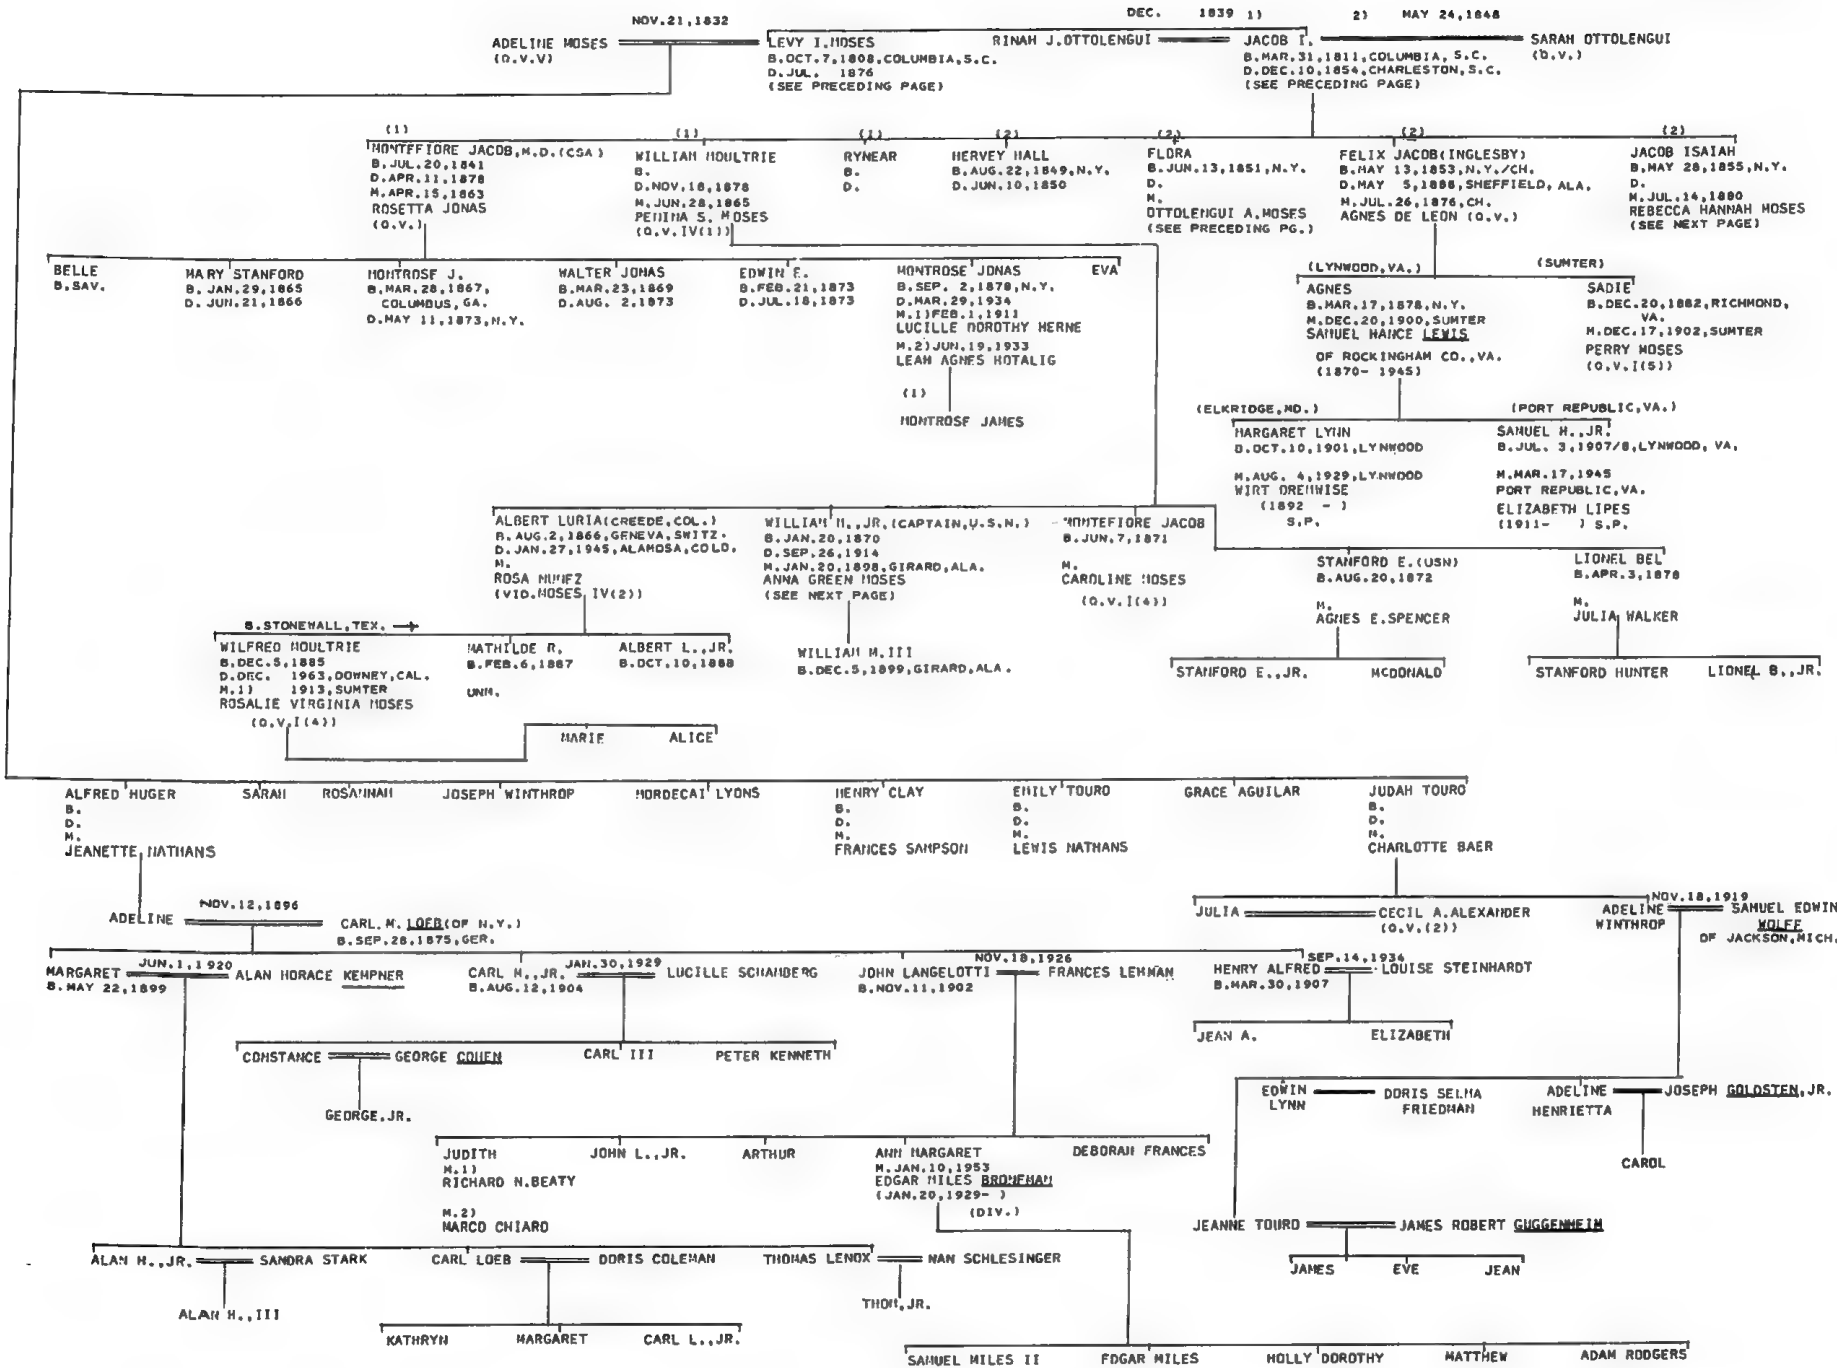 NOV.21,1832
DEC. 1839 1) 2) MAY 24,1848
ADELINE MOSES
(Q.V.V)
LEVY I.MOSES
B.OCT.7,1808,COLUMBIA,S.C.
D.JUL. 1876
(SEE PRECEDING PAGE)
RINAH J.OTTOLENGUI
JACOB I.
B.MAR.31,1811,COLUMBIA, S.C.
D.DEC.10,1854,CHARLESTON,S.C.
(SEE PRECEDING PAGE)
SARAH OTTOLENGUI
(Q.V.)
(1)
MONTEFIORE JACOB,M.D.(CSA)
B.JUL.20,1841
D.APR.11,1878
M.APR.15,1863
ROSETTA JONAS
(Q.V.)
(1)
WILLIAM MOULTRIE
B.
D.NOV.18,1878
M.JUN.28,1865
PENINA S. MOSES
(Q.V.IV(1))
(1)
RYNEAR
B.
D.
(2)
HERVEY HALL
B.AUG.22,1849,N.Y.
D.JUN.10,1850
(2)
FLORA
B.JUN.13,1851,N.Y.
D.
M.
OTTOLENGUI A.MOSES
(SEE PRECEDING PG.)
(2)
FELIX JACOB(INGLESBY)
B.MAY 13,1853,N.Y./CH.
D.MAY 5,1888,SHEFFIELD,ALA.
M.JUL.26,1876,CH.
AGNES DE LEON (Q.V.)
(2)
JACOB ISAIAH
B.MAY 28,1855,N.Y.
D.
M.JUL.14,1880
REBECCA HANNAH MOSES
(SEE NEXT PAGE)
BELLE
B.SAV.
MARY STANFORD
B. JAN.29,1865
D. JUN.21,1866
MONTROSE J.
B.MAR.28,1867,
COLUMBUS,GA.
D.MAY 11,1873,N.Y.
WALTER JONAS
B.MAR.23,1869
D.AUG. 2,1873
EDWIN E.
B.FEB.21,1873
D.JUL.18,1873
MONTROSE JONAS
B.SEP. 2,1878,N.Y.
D.MAR.29,1934
M.1)FEB.1,1911
LUCILLE DOROTHY HERNE
M.2)JUN.19,1933
LEAH AGNES HOTALIG
EVA
(1)
MONTROSE JAMES
(LYNWOOD,VA.)
AGNES
B.MAR.17,1878,N.Y.
M.DEC.20,1900,SUMTER
SAMUEL HANCE LEWIS
OF ROCKINGHAM CO.,VA.
(1870- 1945)
(SUMTER)
SADIE
B.DEC.20,1882,RICHMOND,
VA.
M.DEC.17,1902,SUMTER
PERRY MOSES
(Q.V.I(5))
(ELKRIDGE,MD.)
MARGARET LYNN
B.OCT.10,1901,LYNWOOD
M.AUG. 4,1929,LYNWOOD
WIRT DREMWISE
(1892 - )
S.P.
(PORT REPUBLIC,VA.)
SAMUEL H.,JR.
B.JUL. 3,1907/8,LYNWOOD, VA.
M.MAR.17,1945
PORT REPUBLIC,VA.
ELIZABETH LIPES
(1911- ) S.P.
ALBERT LURIA(CREEDE,COL.)
B.AUG.2,1866,GENEVA,SWITZ.
D.JAN.27,1945,ALAMOSA,COLO.
M.
ROSA NUNEZ
(VID.MOSES IV(2))
WILLIAM M.,JR.(CAPTAIN,U.S.N.)
B.JAN.20,1870
D.SEP.26,1914
M.JAN.20,1898,GIRARD,ALA.
ANNA GREEN MOSES
(SEE NEXT PAGE)
MONTEFIORE JACOB
B.JUN.7,1871
M.
CAROLINE MOSES
(Q.V.I(4))
STANFORD E.(USN)
B.AUG.20,1872
M.
AGNES E.SPENCER
LIONEL BEL
B.APR.3,1878
M.
JULIA WALKER
B.STONEWALL,TEX.
WILFRED MOULTRIE
B.DEC.5,1885
D.DEC. 1963,DOWNEY,CAL.
M.1) 1913,SUMTER
ROSALIE VIRGINIA MOSES
(Q.V.I(4))
MATHILDE R.
B.FEB.6,1887
UNM.
ALBERT L.,JR.
B.OCT.10,1888
WILLIAM M.III
B.DEC.5,1899,GIRARD,ALA.
STANFORD E.,JR.
MCDONALD
STANFORD HUNTER
LIONEL B.,JR.
MARIE
ALICE
ALFRED HUGER
B.
D.
M.
JEANETTE NATHANS
SARAH
ROSANNAH
JOSEPH WINTHROP
MORDECAI LYONS
HENRY CLAY
B.
D.
M.
FRANCES SAMPSON
EMILY TOURO
B.
D.
M.
LEWIS NATHANS
GRACE AGUILAR
JUDAH TOURO
B.
D.
M.
CHARLOTTE BAER
NOV.12,1896
ADELINE
CARL. M. LOEB(OF N.Y.)
B.SEP.28,1875,GER.
JULIA
CECIL A.ALEXANDER
(Q.V.(2))
NOV.18,1919
ADELINE
WINTHROP
SAMUEL EDWIN
WOLFE
OF JACKSON,MICH.
JUN.1,1920
MARGARET
B.MAY 22,1899
ALAN HORACE KEMPNER
JAN.30,1929
CARL M.,JR.
B.AUG.12,1904
LUCILLE SCHAMBERG
NOV.18,1926
JOHN LANGELOTTI
B.NOV.11,1902
FRANCES LEHMAN
SEP.14,1934
HENRY ALFRED
B.MAR.30,1907
LOUISE STEINHARDT
JEAN A.
ELIZABETH
CONSTANCE
GEORGE COHEN
CARL III
PETER KENNETH
GEORGE,JR.
EDWIN
LYNN
DORIS SELMA
FRIEDMAN
ADELINE
HENRIETTA
JOSEPH GOLDSTEN,JR.
CAROL
JUDITH
M.1)
RICHARD N.BEATY
M.2)
MARCO CHIARO
JOHN L.,JR.
ARTHUR
ANN MARGARET
M.JAN.10,1953
EDGAR MILES BRONFMAN
(JAN.20,1929- )
(DIV.)
DEBORAH FRANCES
JEANNE TOURO
JAMES ROBERT GUGGENHEIM
JAMES
EVE
JEAN
ALAN H.,JR.
SANDRA STARK
CARL LOEB
DORIS COLEMAN
THOMAS LENOX
NAN SCHLESINGER
ALAN H.,III
THOM,JR.
KATHRYN
MARGARET
CARL L.,JR.
SAMUEL MILES II
EDGAR MILES
HOLLY DOROTHY
MATTHEW
ADAM RODGERS